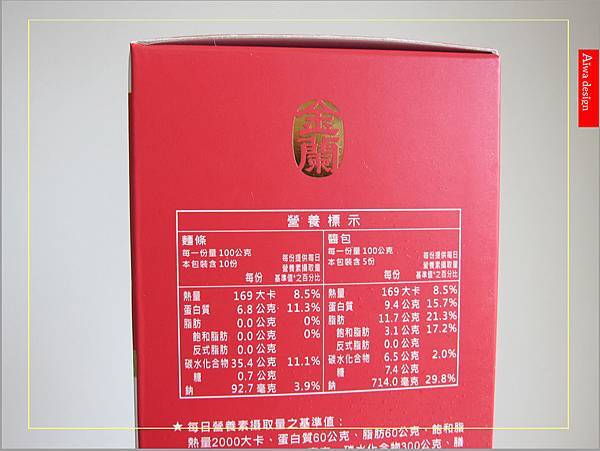 Aiwa design
金蘭
營養標示
麵條
每一份量 100公克
本包裝含 10份
每份
每份提供每日
營養素攝取量
基準值*之百分比
熱量 169 大卡 8.5%
蛋白質 6.8 公克 11.3%
脂肪 0.0 公克 0%
飽和脂肪 0.0 公克 0%
反式脂肪 0.0 公克
碳水化合物 35.4 公克 11.1%
糖 0.7 公克
鈉 92.7 毫克 3.9%
醬包
每一份量 100公克
本包裝含 5份
每份
每份提供每日
營養素攝取量
基準值*之百分比
熱量 169 大卡 8.5%
蛋白質 9.4 公克 15.7%
脂肪 11.7 公克 21.3%
飽和脂肪 3.1 公克 17.2%
反式脂肪 0.0 公克
碳水化合物 6.5 公克 2.0%
糖 7.4 公克
鈉 714.0 毫克 29.8%
★ 每日營養素攝取量之基準值：
熱量2000大卡、蛋白質60公克、脂肪60公克、飽和脂
碳水化合物300公克、膳